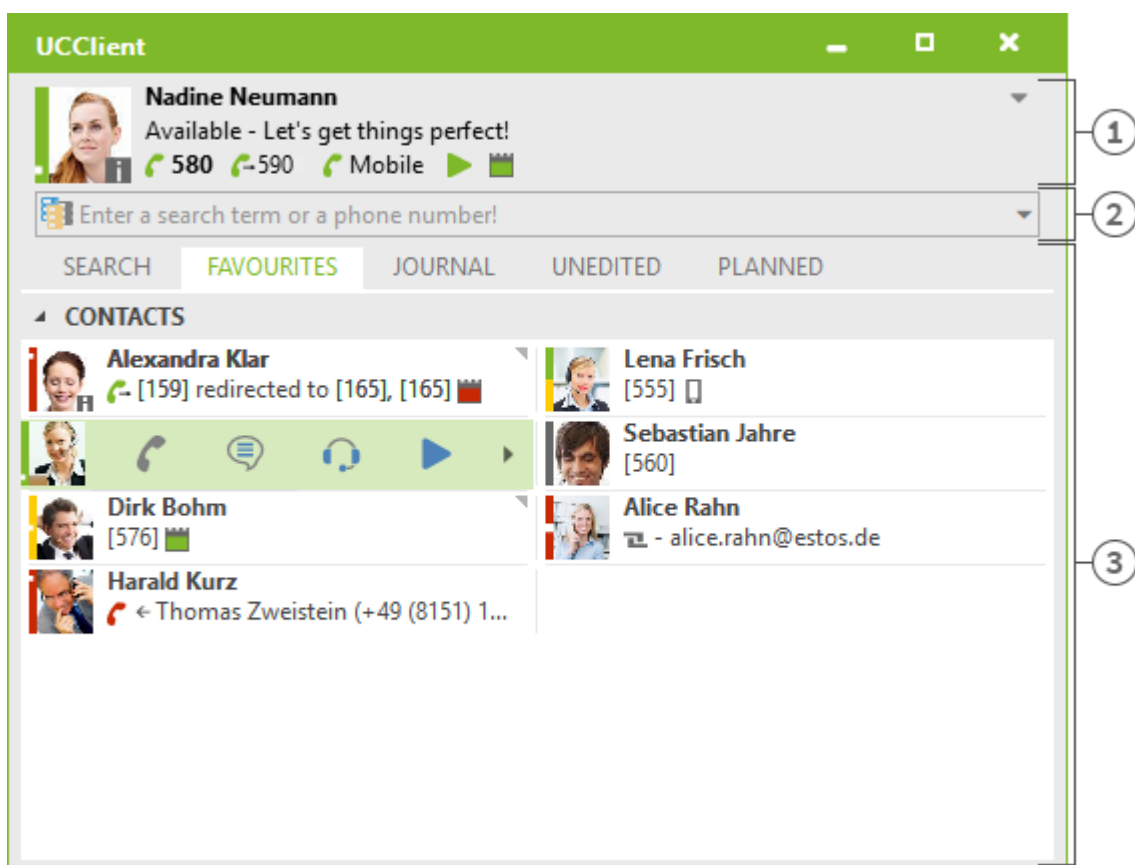 UCClient
Nadine Neumann
Available - Let's get things perfect!
580 590 Mobile
1
Enter a search term or a phone number!
2
SEARCH FAVOURITES JOURNAL UNEDITED PLANNED
CONTACTS
Alexandra Klar
[159] redirected to [165], [165]
Lena Frisch
[555]
Sebastian Jahre
[560]
Dirk Bohm
[576]
Alice Rahn
- alice.rahn@estos.de
3
Harald Kurz
← Thomas Zweistein (+49 (8151) 1...